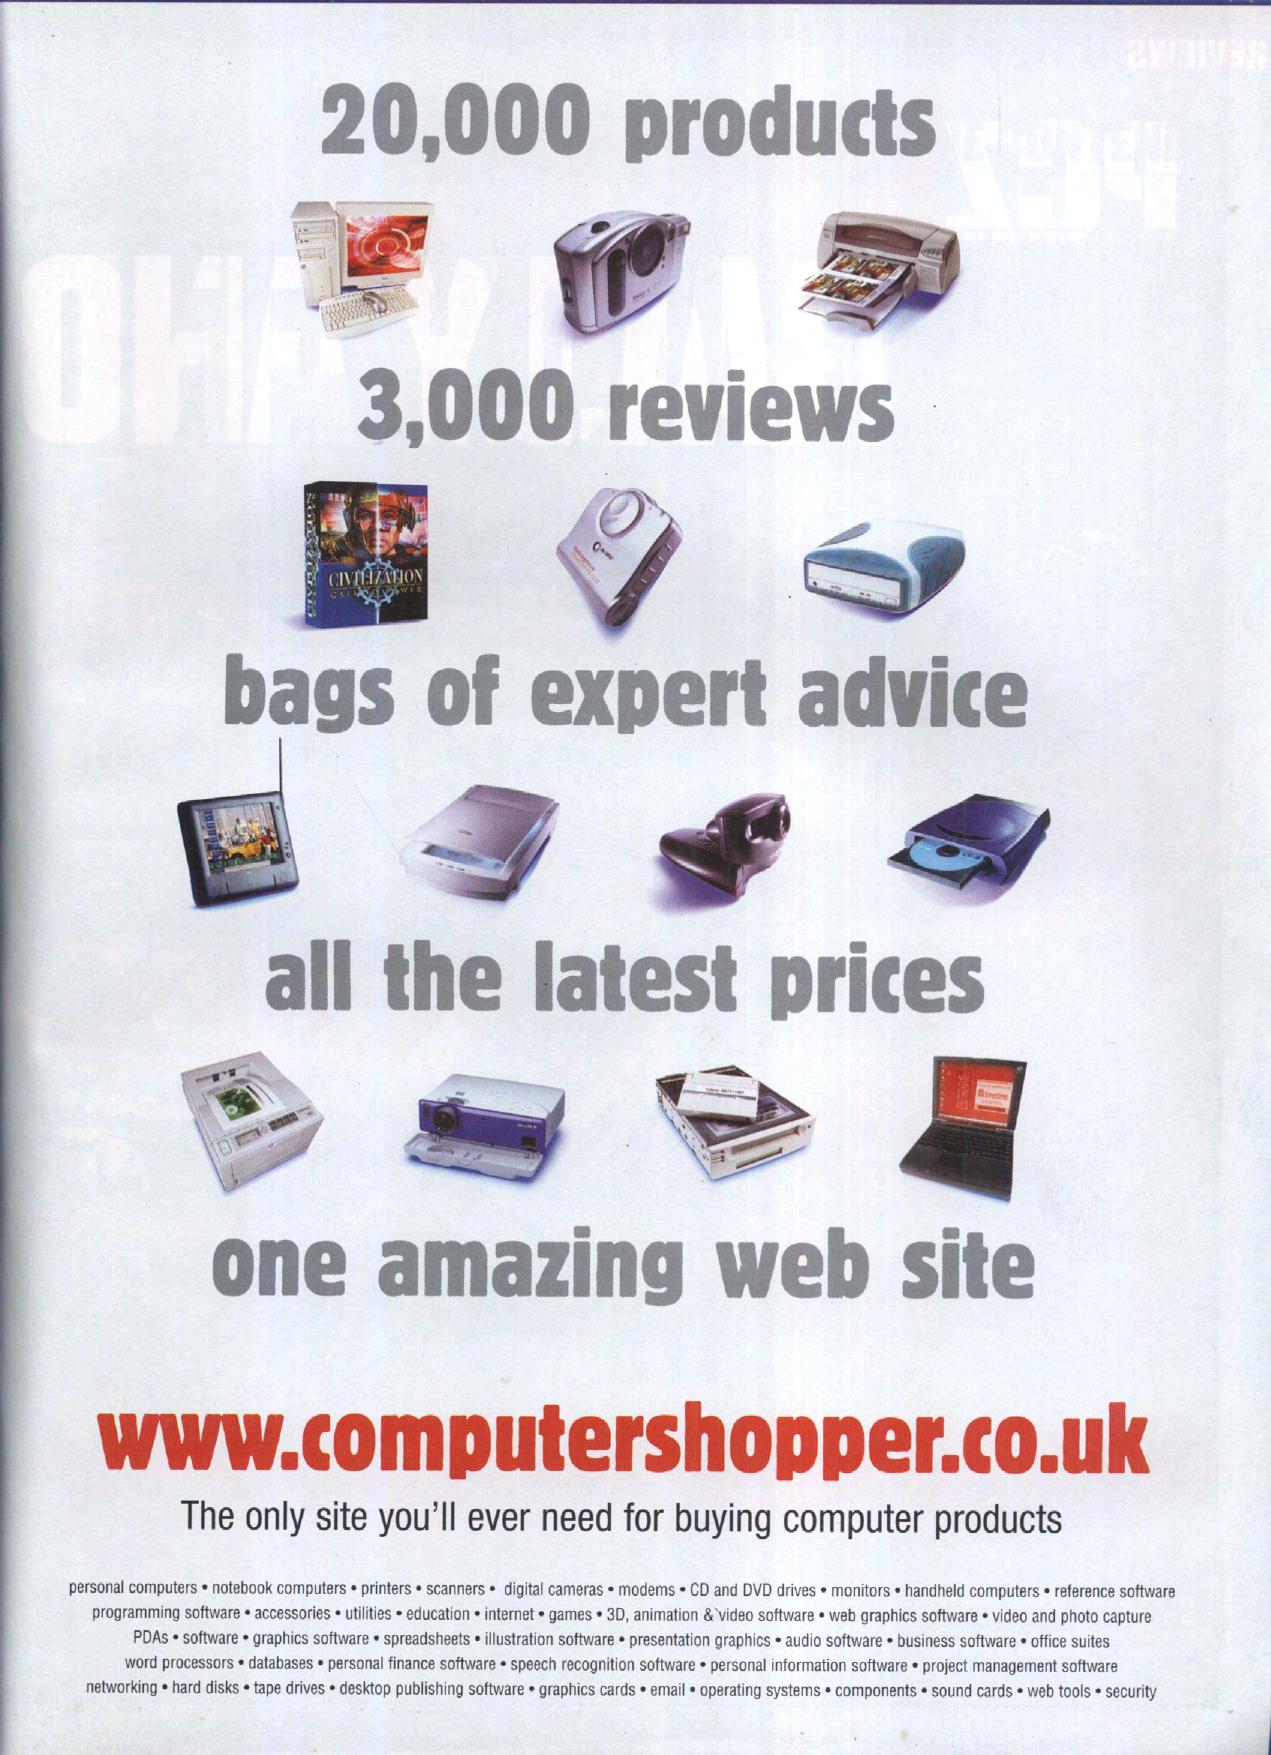 20,000 products
3,000 reviews
CIVILIZATION
CIVILIZATION
bags of expert advice
all the latest prices
SONY
one amazing web site
www.computershopper.co.uk
The only site you'll ever need for buying computer products
personal computers • notebook computers • printers • scanners • digital cameras • modems • CD and DVD drives • monitors • handheld computers • reference software
programming software • accessories • utilities • education • internet • games • 3D, animation & video software • web graphics software • video and photo capture
PDAs • software • graphics software • spreadsheets • illustration software • presentation graphics • audio software • business software • office suites
word processors • databases • personal finance software • speech recognition software • personal information software • project management software
networking • hard disks • tape drives • desktop publishing software • graphics cards • email • operating systems • components • sound cards • web tools • security